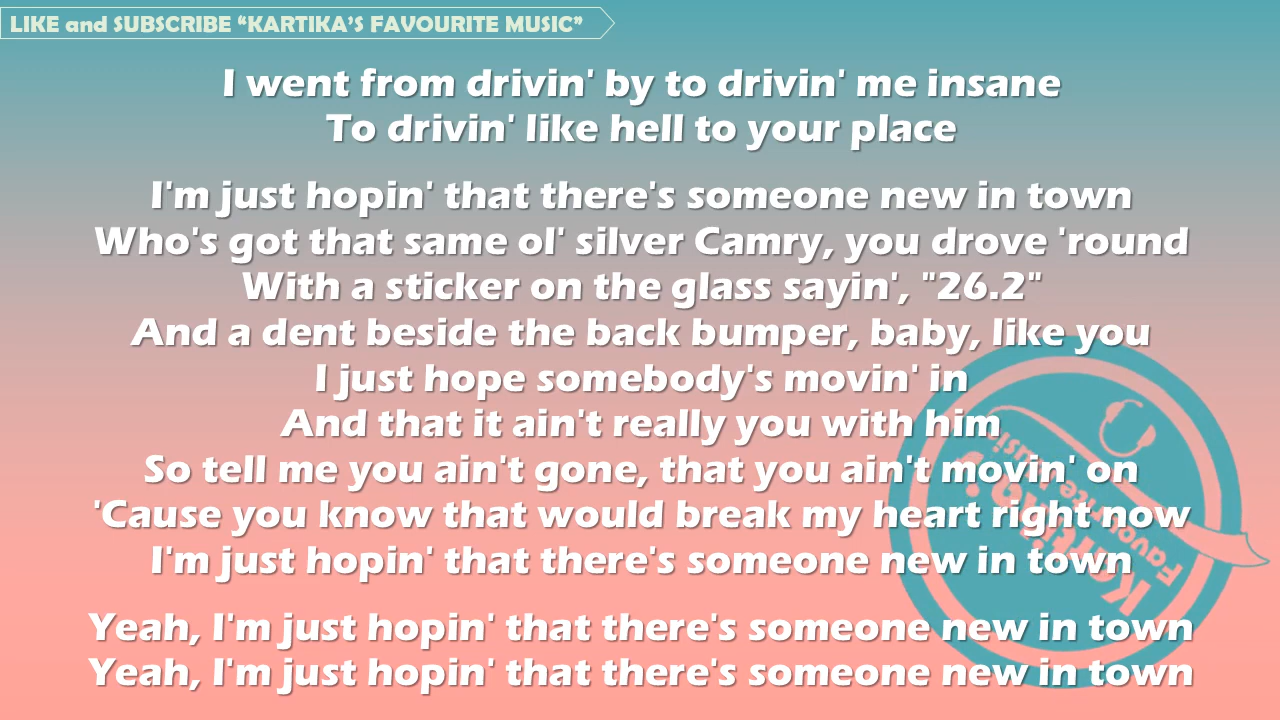 LIKE and SUBSCRIBE “KARTIKA’S FAVOURITE MUSIC”
I went from drivin' by to drivin' me insane
To drivin' like hell to your place
I'm just hopin' that there's someone new in town
Who's got that same ol' silver Camry, you drove 'round
With a sticker on the glass sayin', "26.2"
And a dent beside the back bumper, baby, like you
I just hope somebody's movin' in
And that it ain't really you with him
So tell me you ain't gone, that you ain't movin' on
'Cause you know that would break my heart right now
I'm just hopin' that there's someone new in town
Yeah, I'm just hopin' that there's someone new in town
Yeah, I'm just hopin' that there's someone new in town
Kartika's
Favourite Music